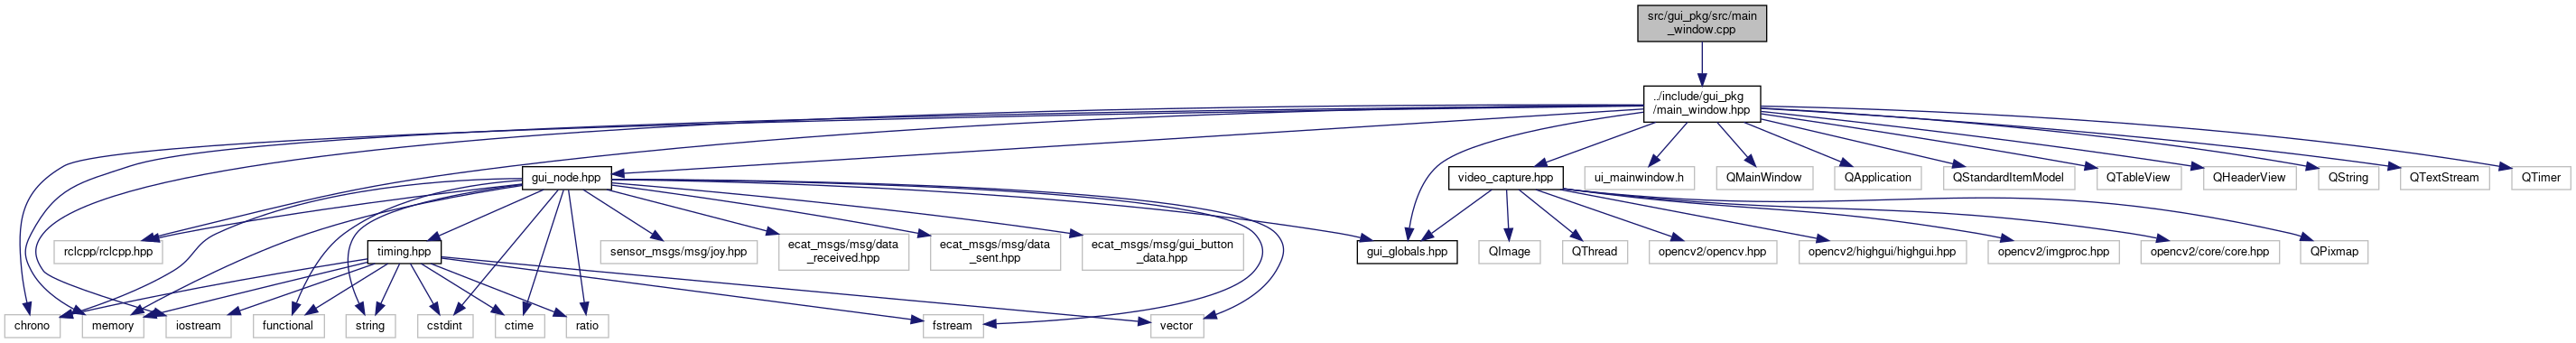 src/gui_pkg/src/main
_window.cpp
../include/gui_pkg
/main_window.hpp
gui_node.hpp
video_capture.hpp
ui_mainwindow.h
QMainWindow
QApplication
QStandardItemModel
QTableView
QHeaderView
QString
QTextStream
QTimer
rclcpp/rclcpp.hpp
timing.hpp
sensor_msgs/msg/joy.hpp
ecat_msgs/msg/data
_received.hpp
ecat_msgs/msg/data
_sent.hpp
ecat_msgs/msg/gui_button
_data.hpp
gui_globals.hpp
QImage
QThread
opencv2/opencv.hpp
opencv2/highgui/highgui.hpp
opencv2/imgproc.hpp
opencv2/core/core.hpp
QPixmap
chrono
memory
iostream
functional
string
cstdint
ctime
ratio
fstream
vector